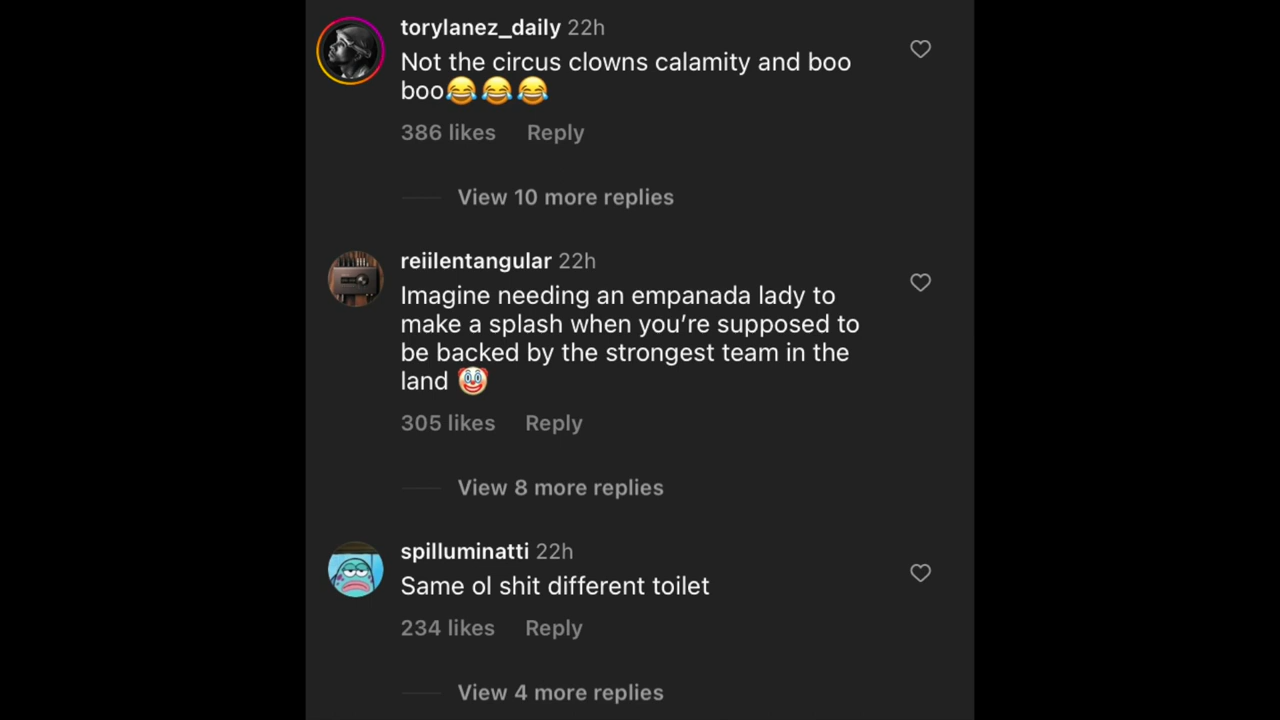 torylanez_daily 22h
Not the circus clowns calamity and boo
boo😂😂😂
386 likes Reply
View 10 more replies
reiilentangular 22h
Imagine needing an empanada lady to
make a splash when you’re supposed to
be backed by the strongest team in the
land 🤡
305 likes Reply
View 8 more replies
spilluminatti 22h
Same ol shit different toilet
234 likes Reply
View 4 more replies